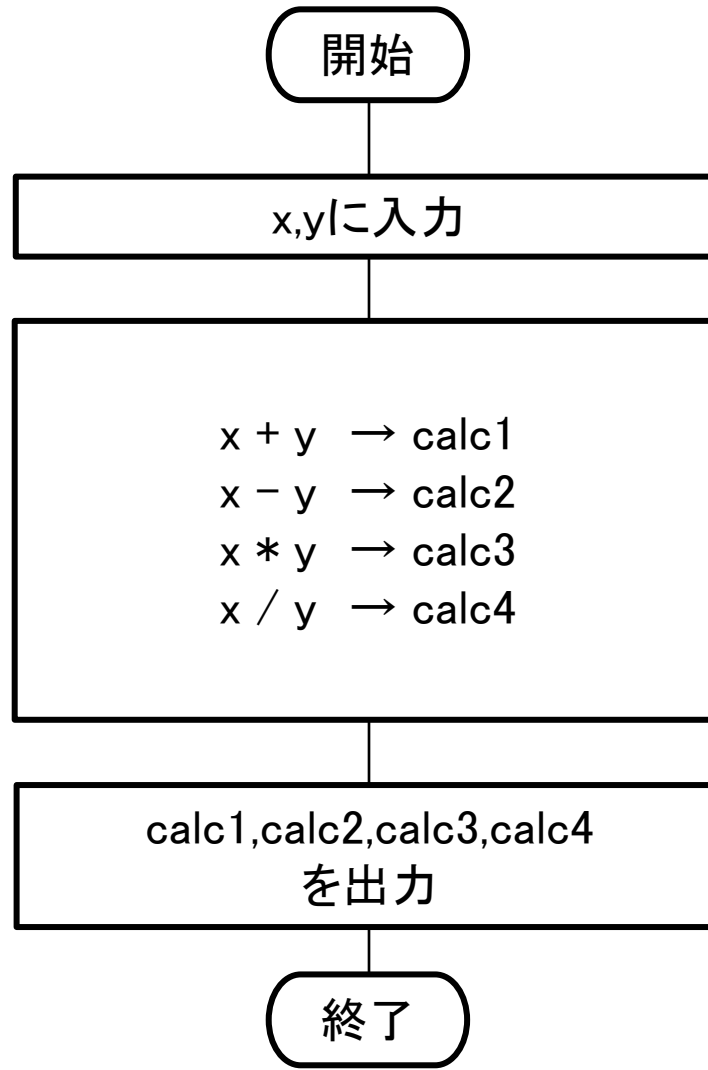 開始
x,yに入力
x + y → calc1
x − y → calc2
x * y → calc3
x / y → calc4
calc1,calc2,calc3,calc4
を出力
終了